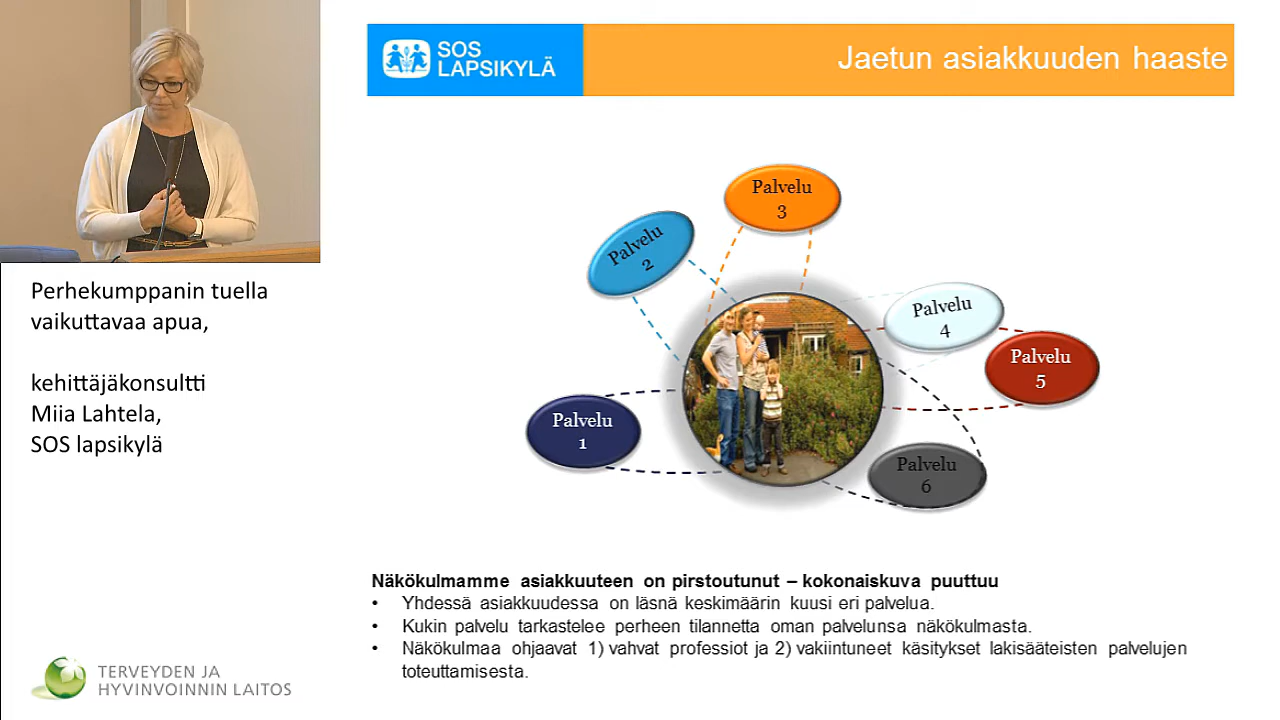 SOS
LAPSIKYLÄ
Jaetun asiakkuuden haaste
Palvelu
3
Palvelu
2
Palvelu
4
Palvelu
5
Palvelu
1
Palvelu
6
Perhekumppanin tuella
vaikuttavaa apua,
kehittäjäkonsultti
Miia Lahtela,
SOS lapsikylä
Näkökulmamme asiakkuuteen on pirstoutunut – kokonaiskuva puuttuu
• Yhdessä asiakkuudessa on läsnä keskimäärin kuusi eri palvelua.
• Kukin palvelu tarkastelee perheen tilannetta oman palvelunsa näkökulmasta.
• Näkökulmaa ohjaavat 1) vahvat professiot ja 2) vakiintuneet käsitykset lakisääteisten palvelujen
toteuttamisesta.
TERVEYDEN JA
HYVINVOINNIN LAITOS